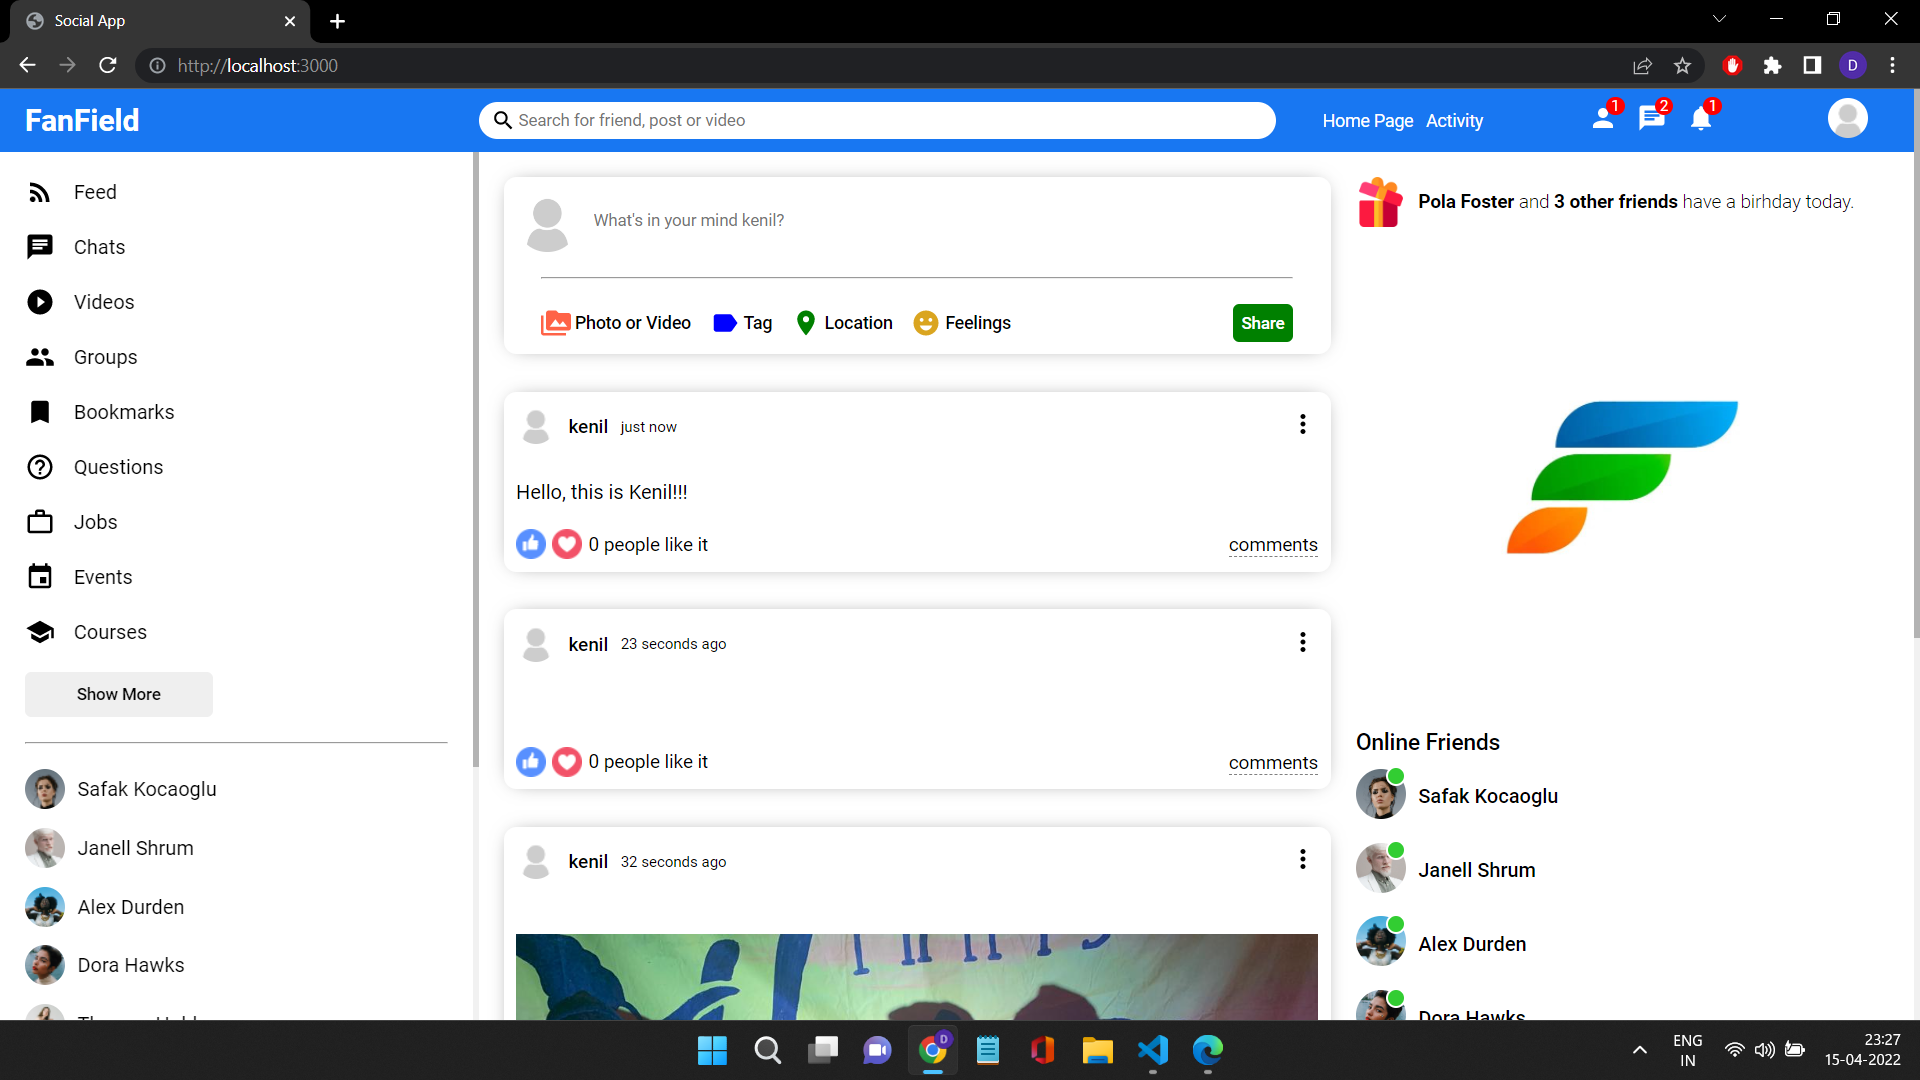 Social App
http://localhost:3000
D
FanField
Search for friend, post or video
Home Page Activity
1
2
1
Feed
Chats
Videos
Groups
Bookmarks
Questions
Jobs
Events
Courses
Show More
Safak Kocaoglu
Janell Shrum
Alex Durden
Dora Hawks
What's in your mind kenil?
Photo or Video Tag Location Feelings Share
kenil just now
Hello, this is Kenil!!!
0 people like it comments
kenil 23 seconds ago
0 people like it comments
kenil 32 seconds ago
Pola Foster and 3 other friends have a birhday today.
Online Friends
Safak Kocaoglu
Janell Shrum
Alex Durden
Dora Hawks
D
ENG
IN
23:27
15-04-2022